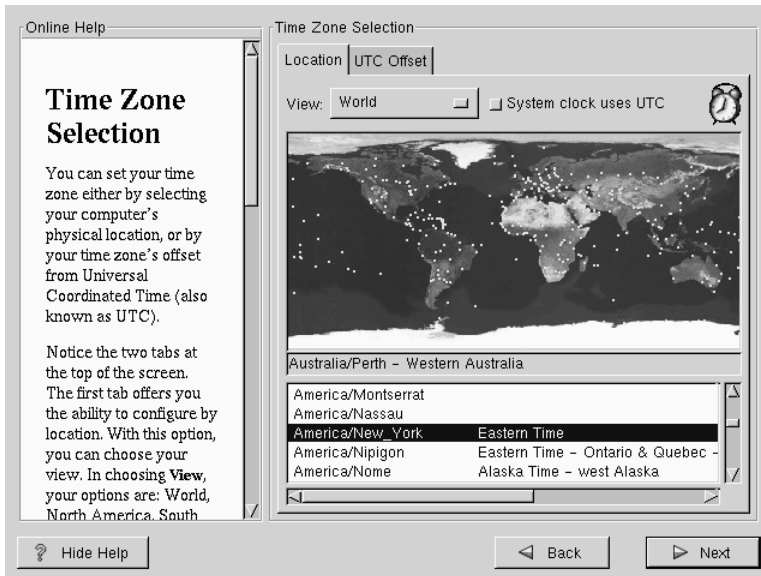 Online Help
Time Zone
Selection
You can set your time
zone either by selecting
your computer's
physical location, or by
your time zone's offset
from Universal
Coordinated Time (also
known as UTC).
Notice the two tabs at
the top of the screen.
The first tab offers you
the ability to configure by
location. With this option,
you can choose your
view. In choosing View,
your options are: World,
North America, South
Time Zone Selection
Location UTC Offset
View: World System clock uses UTC
Australia/Perth - Western Australia
America/Montserrat
America/Nassau
America/New_York Eastern Time
America/Nipigon Eastern Time - Ontario & Quebec -
America/Nome Alaska Time - west Alaska
? Hide Help
Back
Next